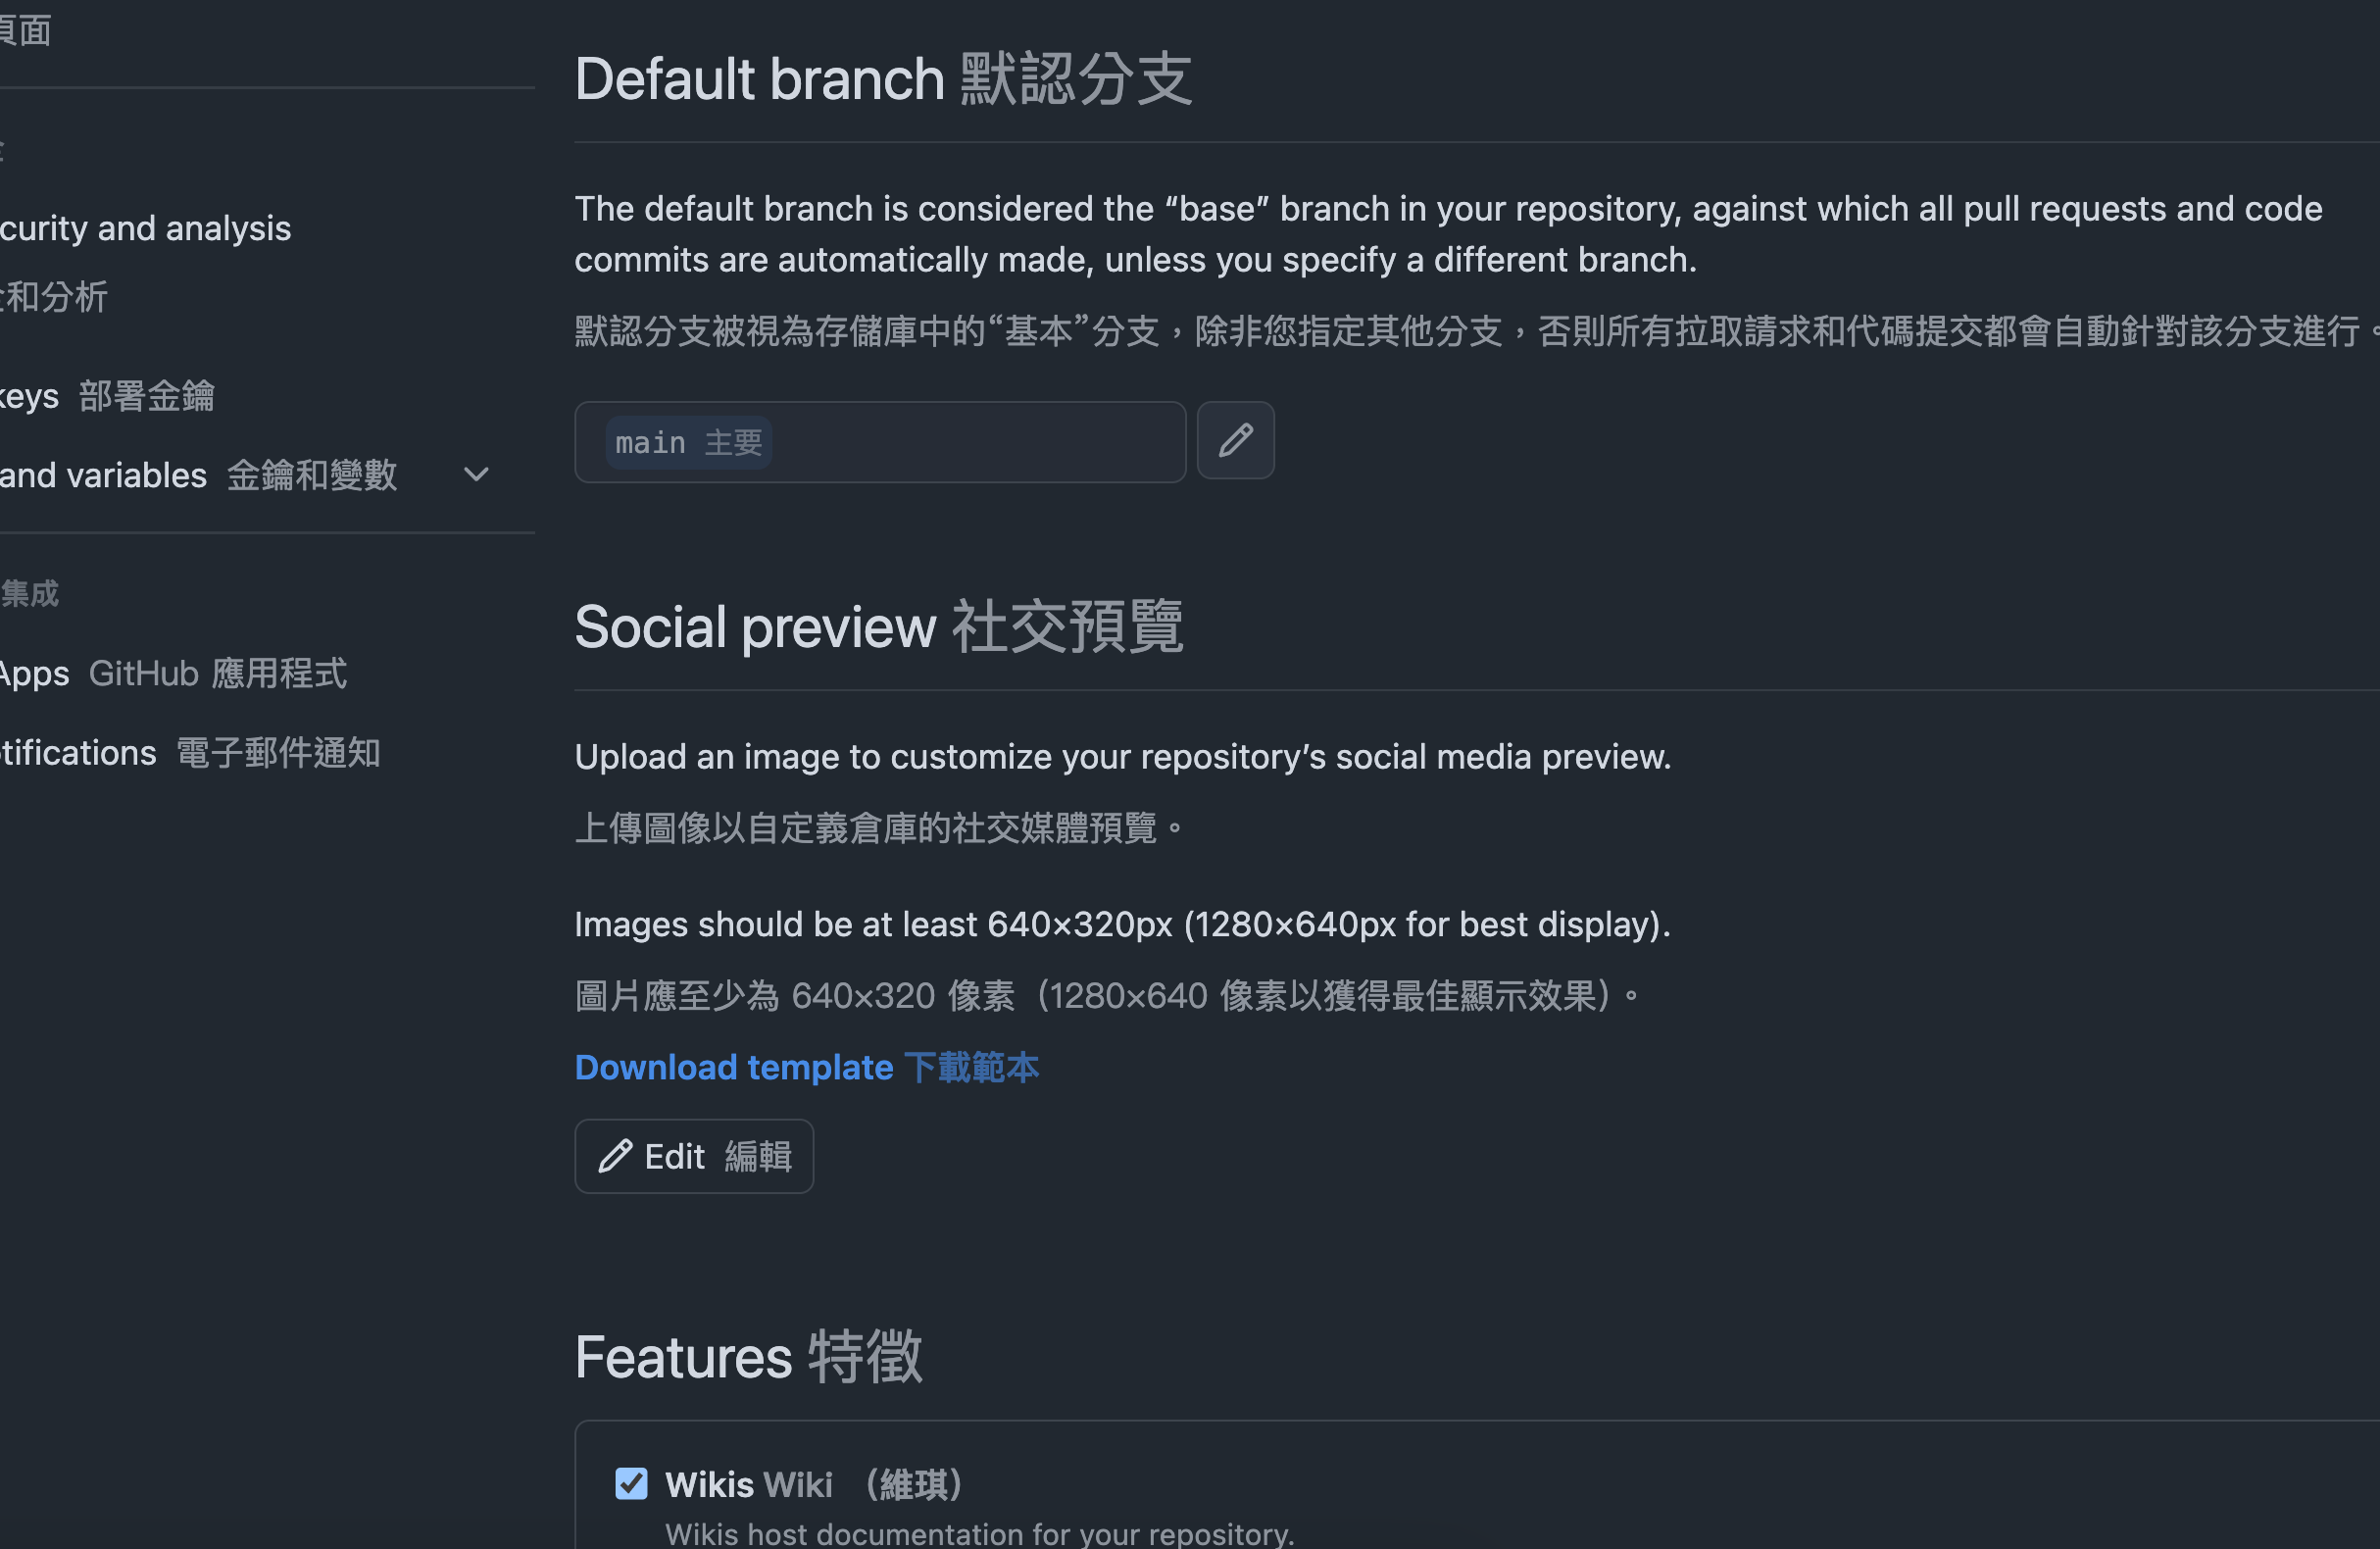 頁面
curity and analysis
和分析
keys 部署金鑰
and variables 金鑰和變數
集成
Apps GitHub 應用程式
tifications 電子郵件通知
Default branch 默認分支
The default branch is considered the “base” branch in your repository, against which all pull requests and code
commits are automatically made, unless you specify a different branch.
默認分支被視為存儲庫中的“基本”分支，除非您指定其他分支，否則所有拉取請求和代碼提交都會自動針對該分支進行。
main 主要
Social preview 社交預覽
Upload an image to customize your repository’s social media preview.
上傳圖像以自定義倉庫的社交媒體預覽。
Images should be at least 640×320px (1280×640px for best display).
圖片應至少為 640×320 像素（1280×640 像素以獲得最佳顯示效果）。
Download template 下載範本
Edit 編輯
Features 特徵
Wikis Wiki （維琪）
Wikis host documentation for your repository.